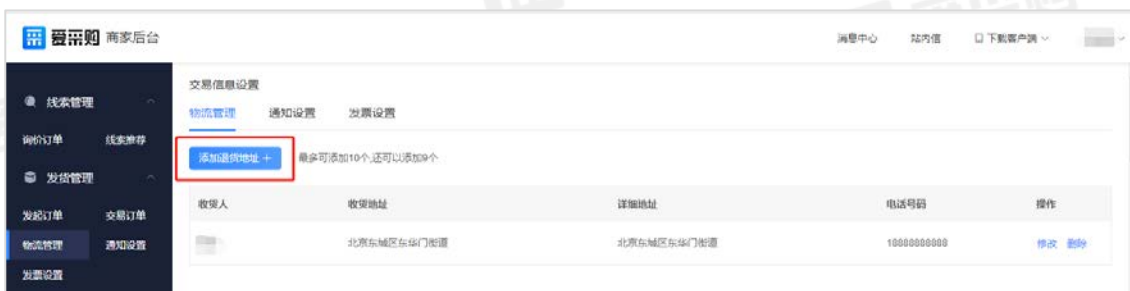 爱采购 商家后台
消息中心 站内信 下载客户端
交易信息设置
线索管理
物流管理 通知设置 发票设置
询价订单 线索推荐
添加退货地址 + 最多可添加10个,还可以添加9个
发货管理
收货人 收货地址 详细地址 电话号码 操作
发起订单 交易订单
物流管理 通知设置
北京东城区东华门街道 北京东城区东华门街道 18888888888 修改 删除
发票设置